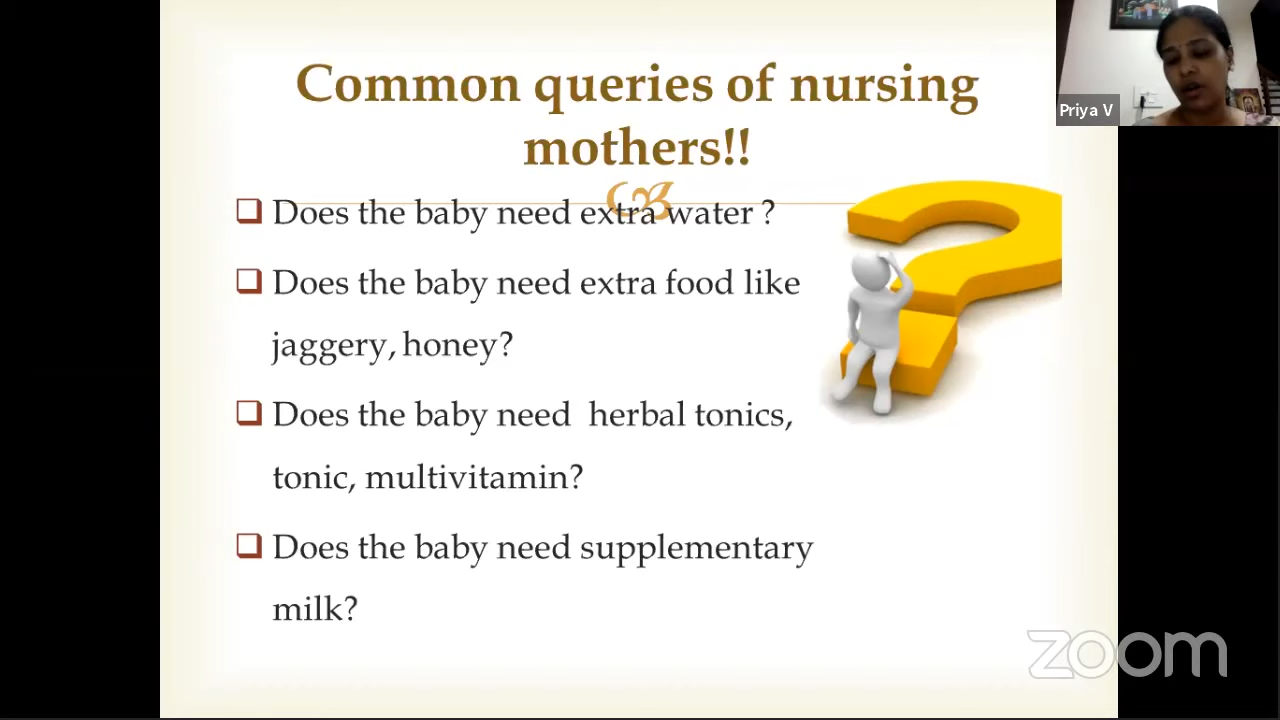 Common queries of nursing
mothers!!
Does the baby need extra water ?
Does the baby need extra food like
jaggery, honey?
Does the baby need herbal tonics,
tonic, multivitamin?
Does the baby need supplementary
milk?
Priya V
zoom